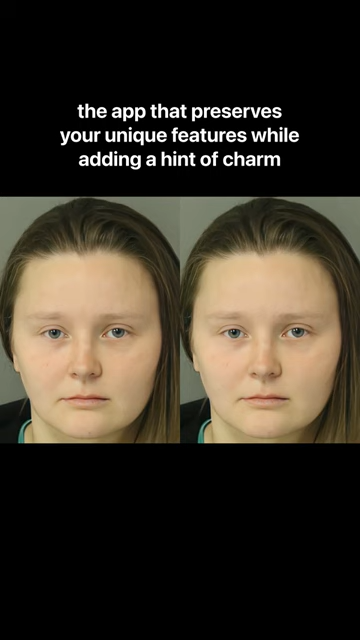 the app that preserves
your unique features while
adding a hint of charm